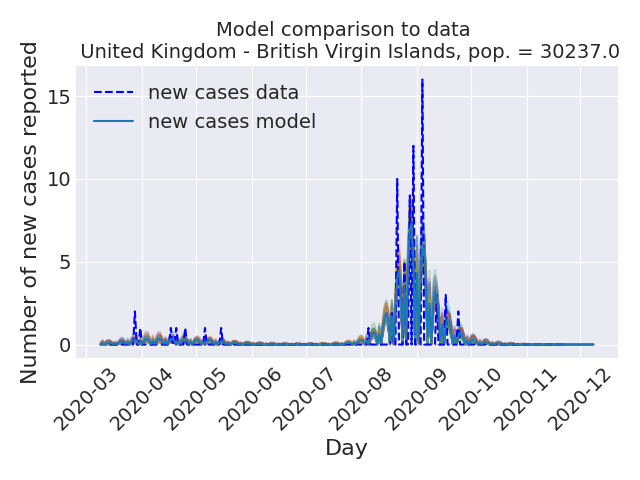 Model comparison to data
United Kingdom - British Virgin Islands, pop. = 30237.0
Number of new cases reported
new cases data
new cases model
15
10
5
0
2020-03
2020-04
2020-05
2020-06
2020-07
2020-08
2020-09
2020-10
2020-11
2020-12
Day